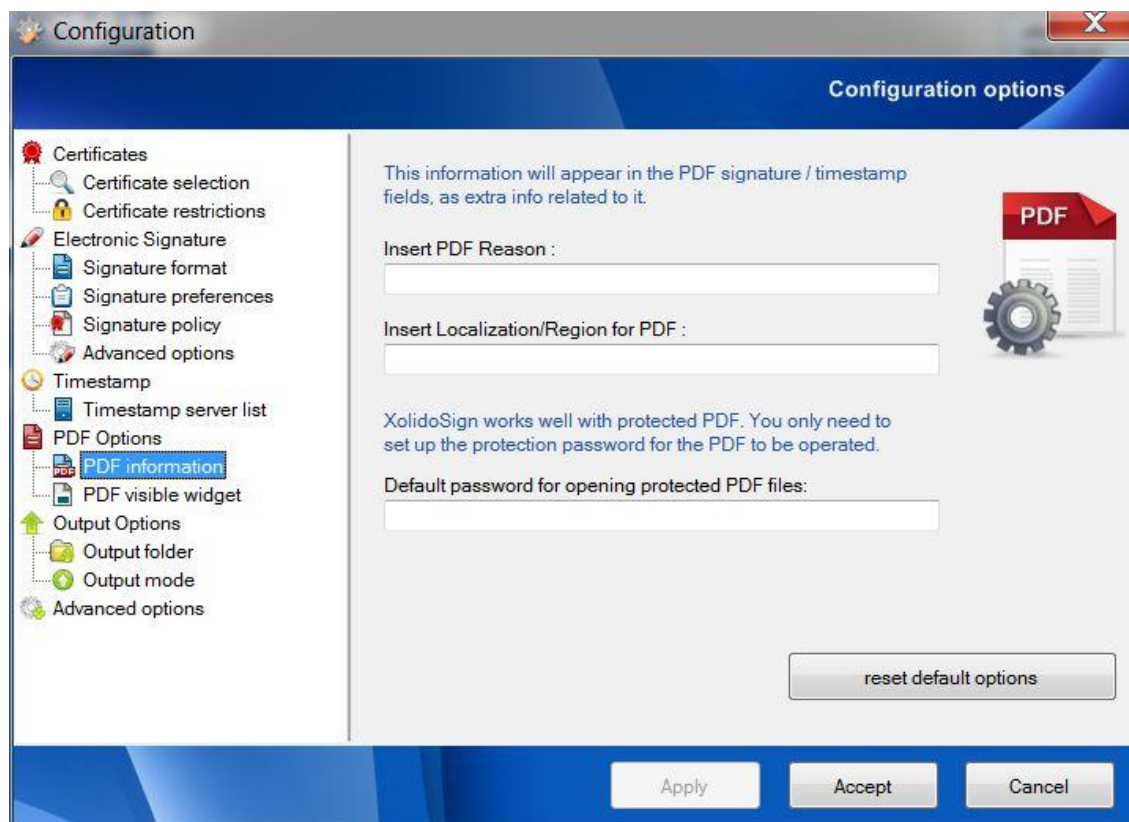 Configuration
Configuration options
Certificates
Certificate selection
Certificate restrictions
Electronic Signature
Signature format
Signature preferences
Signature policy
Advanced options
Timestamp
Timestamp server list
PDF Options
PDF information
PDF visible widget
Output Options
Output folder
Output mode
Advanced options
This information will appear in the PDF signature / timestamp
fields, as extra info related to it.
PDF
Insert PDF Reason :
Insert Localization/Region for PDF :
XolidoSign works well with protected PDF. You only need to
set up the protection password for the PDF to be operated.
Default password for opening protected PDF files:
reset default options
Apply
Accept
Cancel